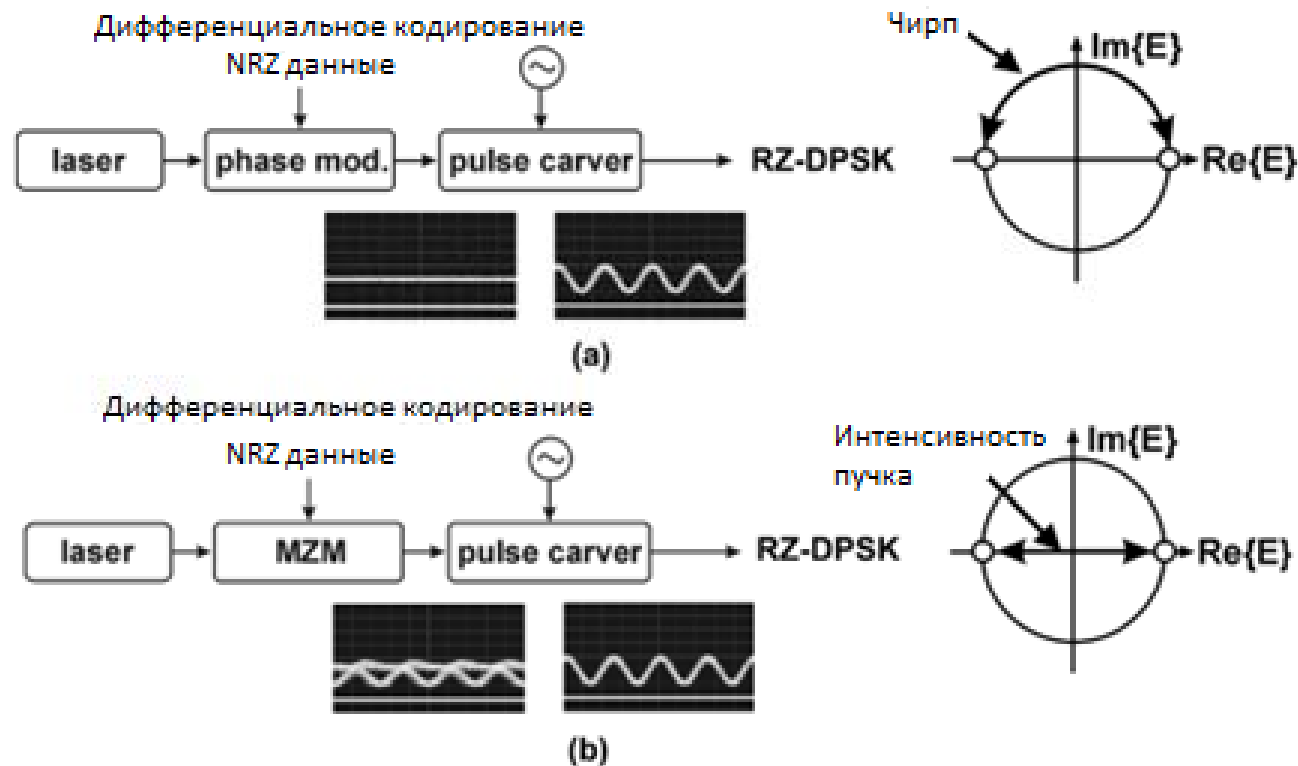 Дифференциальное кодирование
NRZ данные
laser
phase mod.
pulse carver
RZ-DPSK
Чирп
Im{E}
Re{E}
(a)
Дифференциальное кодирование
NRZ данные
laser
MZM
pulse carver
RZ-DPSK
Интенсивность
пучка
Im{E}
Re{E}
(b)